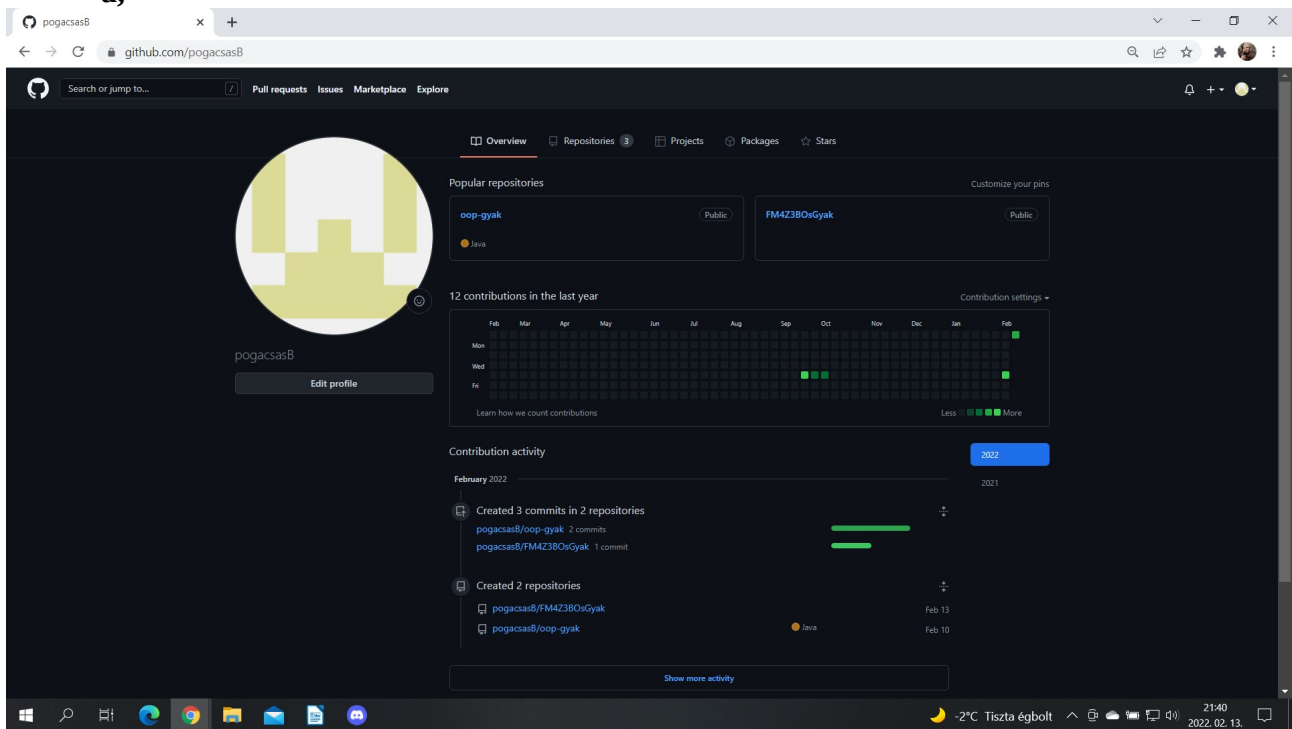 a,
pogacsasB
github.com/pogacsasB
Search or jump to... / Pull requests Issues Marketplace Explore
Overview Repositories 3 Projects Packages Stars
Popular repositories Customize your pins
oop-gyak Public FM4Z3BOsGyak Public
Java
12 contributions in the last year Contribution settings
Feb Mar Apr May Jun Jul Aug Sep Oct Nov Dec Jan Feb
Mon
Wed
Fri
Learn how we count contributions Less More
pogacsasB
Edit profile
Contribution activity 2022
February 2022 2021
Created 3 commits in 2 repositories
pogacsasB/oop-gyak 2 commits
pogacsasB/FM4Z3BOsGyak 1 commit
Created 2 repositories
pogacsasB/FM4Z3BOsGyak Feb 13
pogacsasB/oop-gyak Java Feb 10
Show more activity
-2°C Tiszta égbolt 21:40
2022. 02. 13.